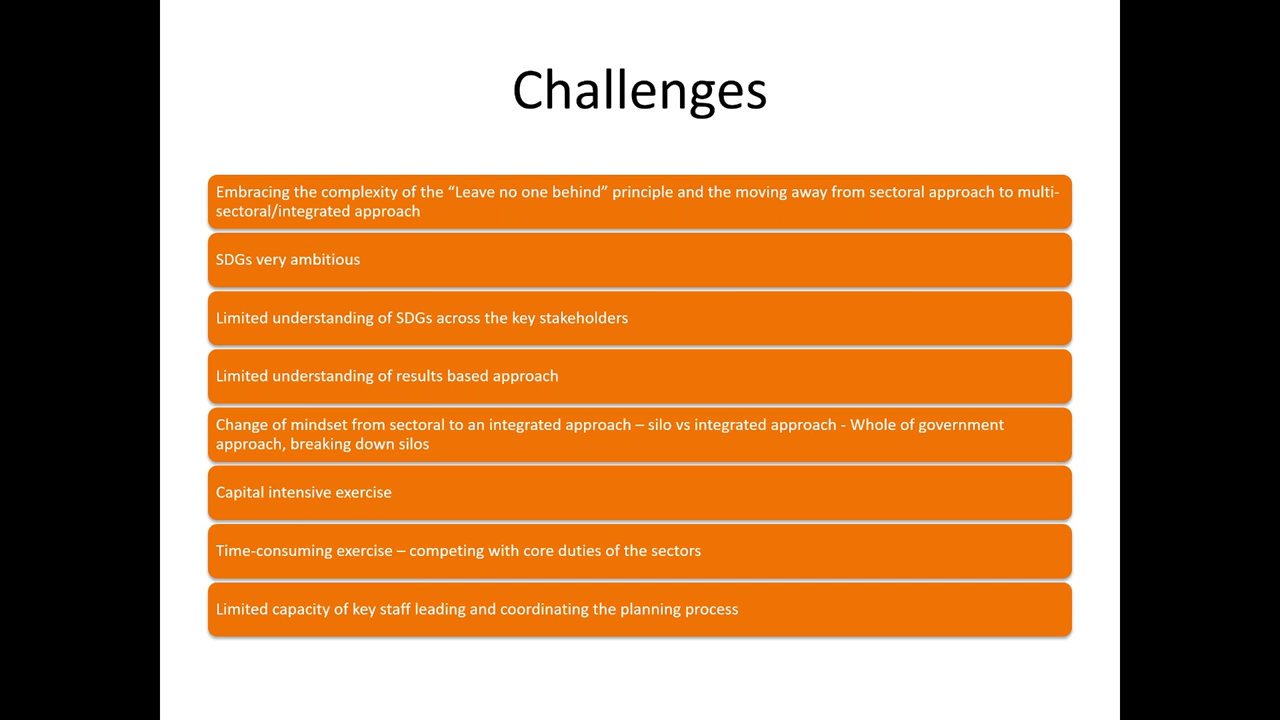 Challenges
Embracing the complexity of the “Leave no one behind” principle and the moving away from sectoral approach to multi-
sectoral/integrated approach
SDGs very ambitious
Limited understanding of SDGs across the key stakeholders
Limited understanding of results based approach
Change of mindset from sectoral to an integrated approach – silo vs integrated approach - Whole of government
approach, breaking down silos
Capital intensive exercise
Time-consuming exercise – competing with core duties of the sectors
Limited capacity of key staff leading and coordinating the planning process